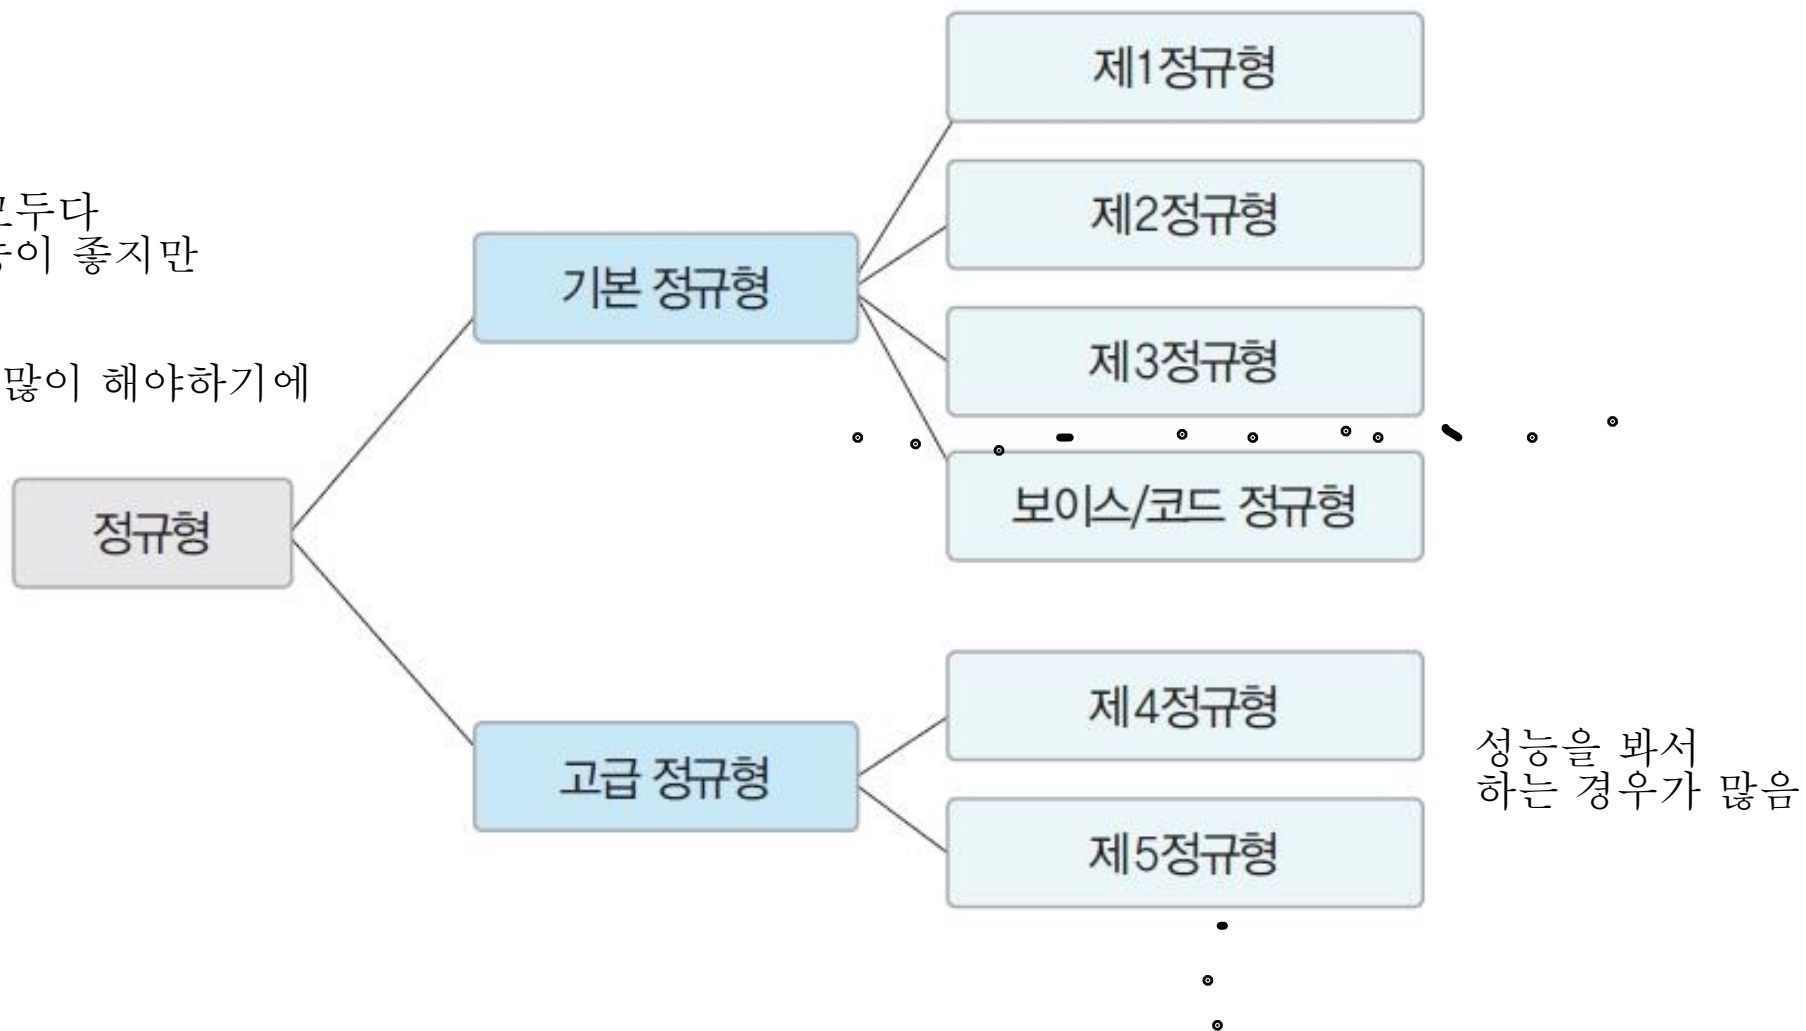 제1정규형
제2정규형
두다
이 좋지만
기본 정규형
제3정규형
많이 해야하기에
보이스/코드 정규형
정규형
제4정규형
성능을 봐서
하는 경우가 많음
고급 정규형
제5정규형